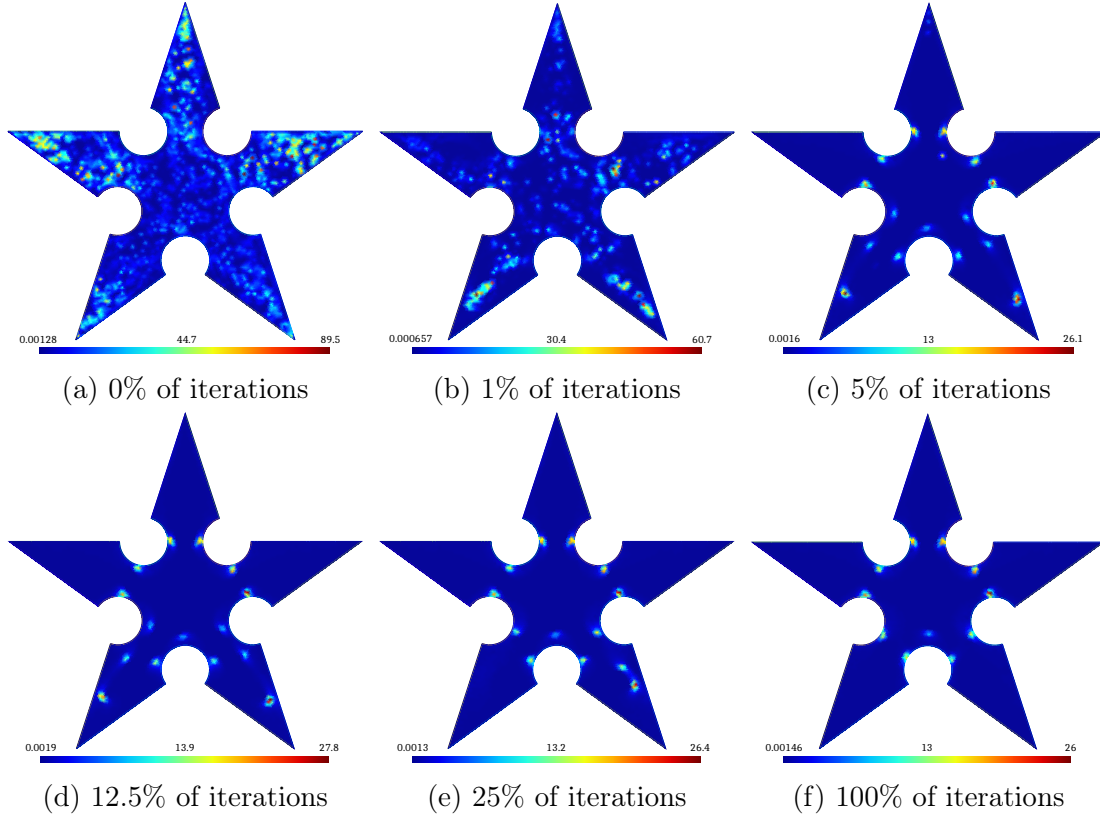 0.00128 44.7 89.5 0.000657 30.4 60.7 0.0016 13 26.1
(a) 0% of iterations (b) 1% of iterations (c) 5% of iterations
0.0019 13.9 27.8 0.0013 13.2 26.4 0.00146 13 26
(d) 12.5% of iterations (e) 25% of iterations (f) 100% of iterations